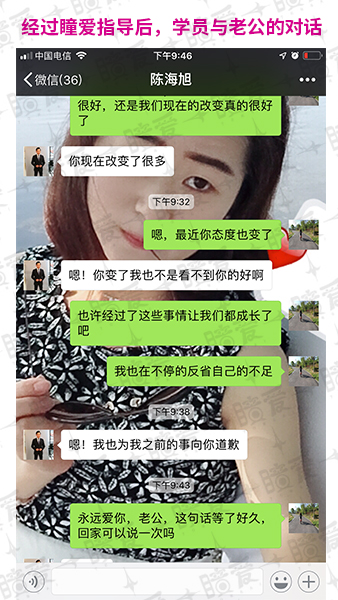 经过瞳爱指导后，学员与老公的对话
中国电信
下午9:46
微信(36)
陈海旭
很好，还是我们现在的改变真的很好
了
你现在改变了很多
下午9:32
嗯，最近你态度也变了
嗯！你变了我也不是看不到你的好啊
也许经过了这些事情让我们都成长了
吧
我也在不停的反省自己的不足
下午9:38
嗯！我也为我之前的事向你道歉
下午9:43
永远爱你，老公，这句话等了好久，
回家可以说一次吗
瞳爱